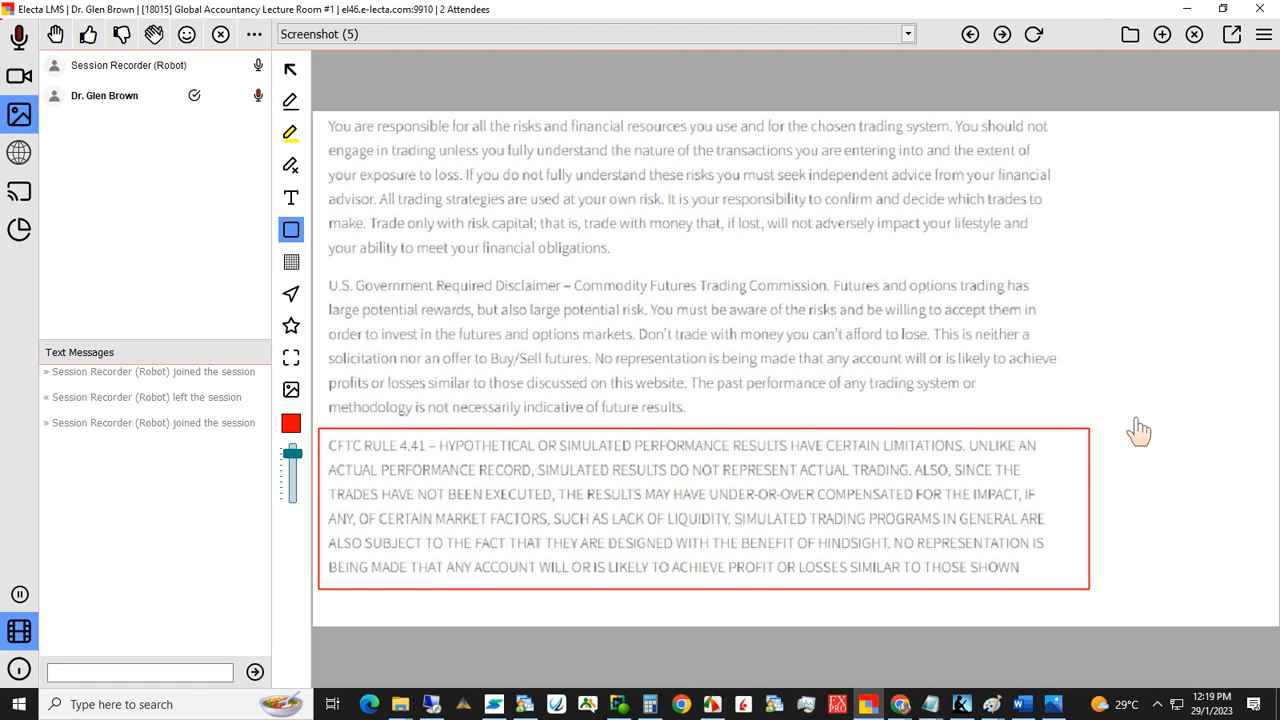 Electa LMS | Dr. Glen Brown | [18015] Global Accountancy Lecture Room #1 | el46.e-lecta.com:9910 | 2 Attendees
Screenshot (5)
Session Recorder (Robot)
Dr. Glen Brown
Text Messages
» Session Recorder (Robot) joined the session
« Session Recorder (Robot) left the session
» Session Recorder (Robot) joined the session
T
You are responsible for all the risks and financial resources you use and for the chosen trading system. You should not
engage in trading unless you fully understand the nature of the transactions you are entering into and the extent of
your exposure to loss. If you do not fully understand these risks you must seek independent advice from your financial
advisor. All trading strategies are used at your own risk. It is your responsibility to confirm and decide which trades to
make. Trade only with risk capital; that is, trade with money that, if lost, will not adversely impact your lifestyle and
your ability to meet your financial obligations.
U.S. Government Required Disclaimer – Commodity Futures Trading Commission. Futures and options trading has
large potential rewards, but also large potential risk. You must be aware of the risks and be willing to accept them in
order to invest in the futures and options markets. Don’t trade with money you can’t afford to lose. This is neither a
solicitation nor an offer to Buy/Sell futures. No representation is being made that any account will or is likely to achieve
profits or losses similar to those discussed on this website. The past performance of any trading system or
methodology is not necessarily indicative of future results.
CFTC RULE 4.41 – HYPOTHETICAL OR SIMULATED PERFORMANCE RESULTS HAVE CERTAIN LIMITATIONS. UNLIKE AN
ACTUAL PERFORMANCE RECORD, SIMULATED RESULTS DO NOT REPRESENT ACTUAL TRADING. ALSO, SINCE THE
TRADES HAVE NOT BEEN EXECUTED, THE RESULTS MAY HAVE UNDER-OR-OVER COMPENSATED FOR THE IMPACT, IF
ANY, OF CERTAIN MARKET FACTORS, SUCH AS LACK OF LIQUIDITY. SIMULATED TRADING PROGRAMS IN GENERAL ARE
ALSO SUBJECT TO THE FACT THAT THEY ARE DESIGNED WITH THE BENEFIT OF HINDSIGHT. NO REPRESENTATION IS
BEING MADE THAT ANY ACCOUNT WILL OR IS LIKELY TO ACHIEVE PROFIT OR LOSSES SIMILAR TO THOSE SHOWN
Type here to search
FX
PRO
29°C
12:19 PM
29/1/2023